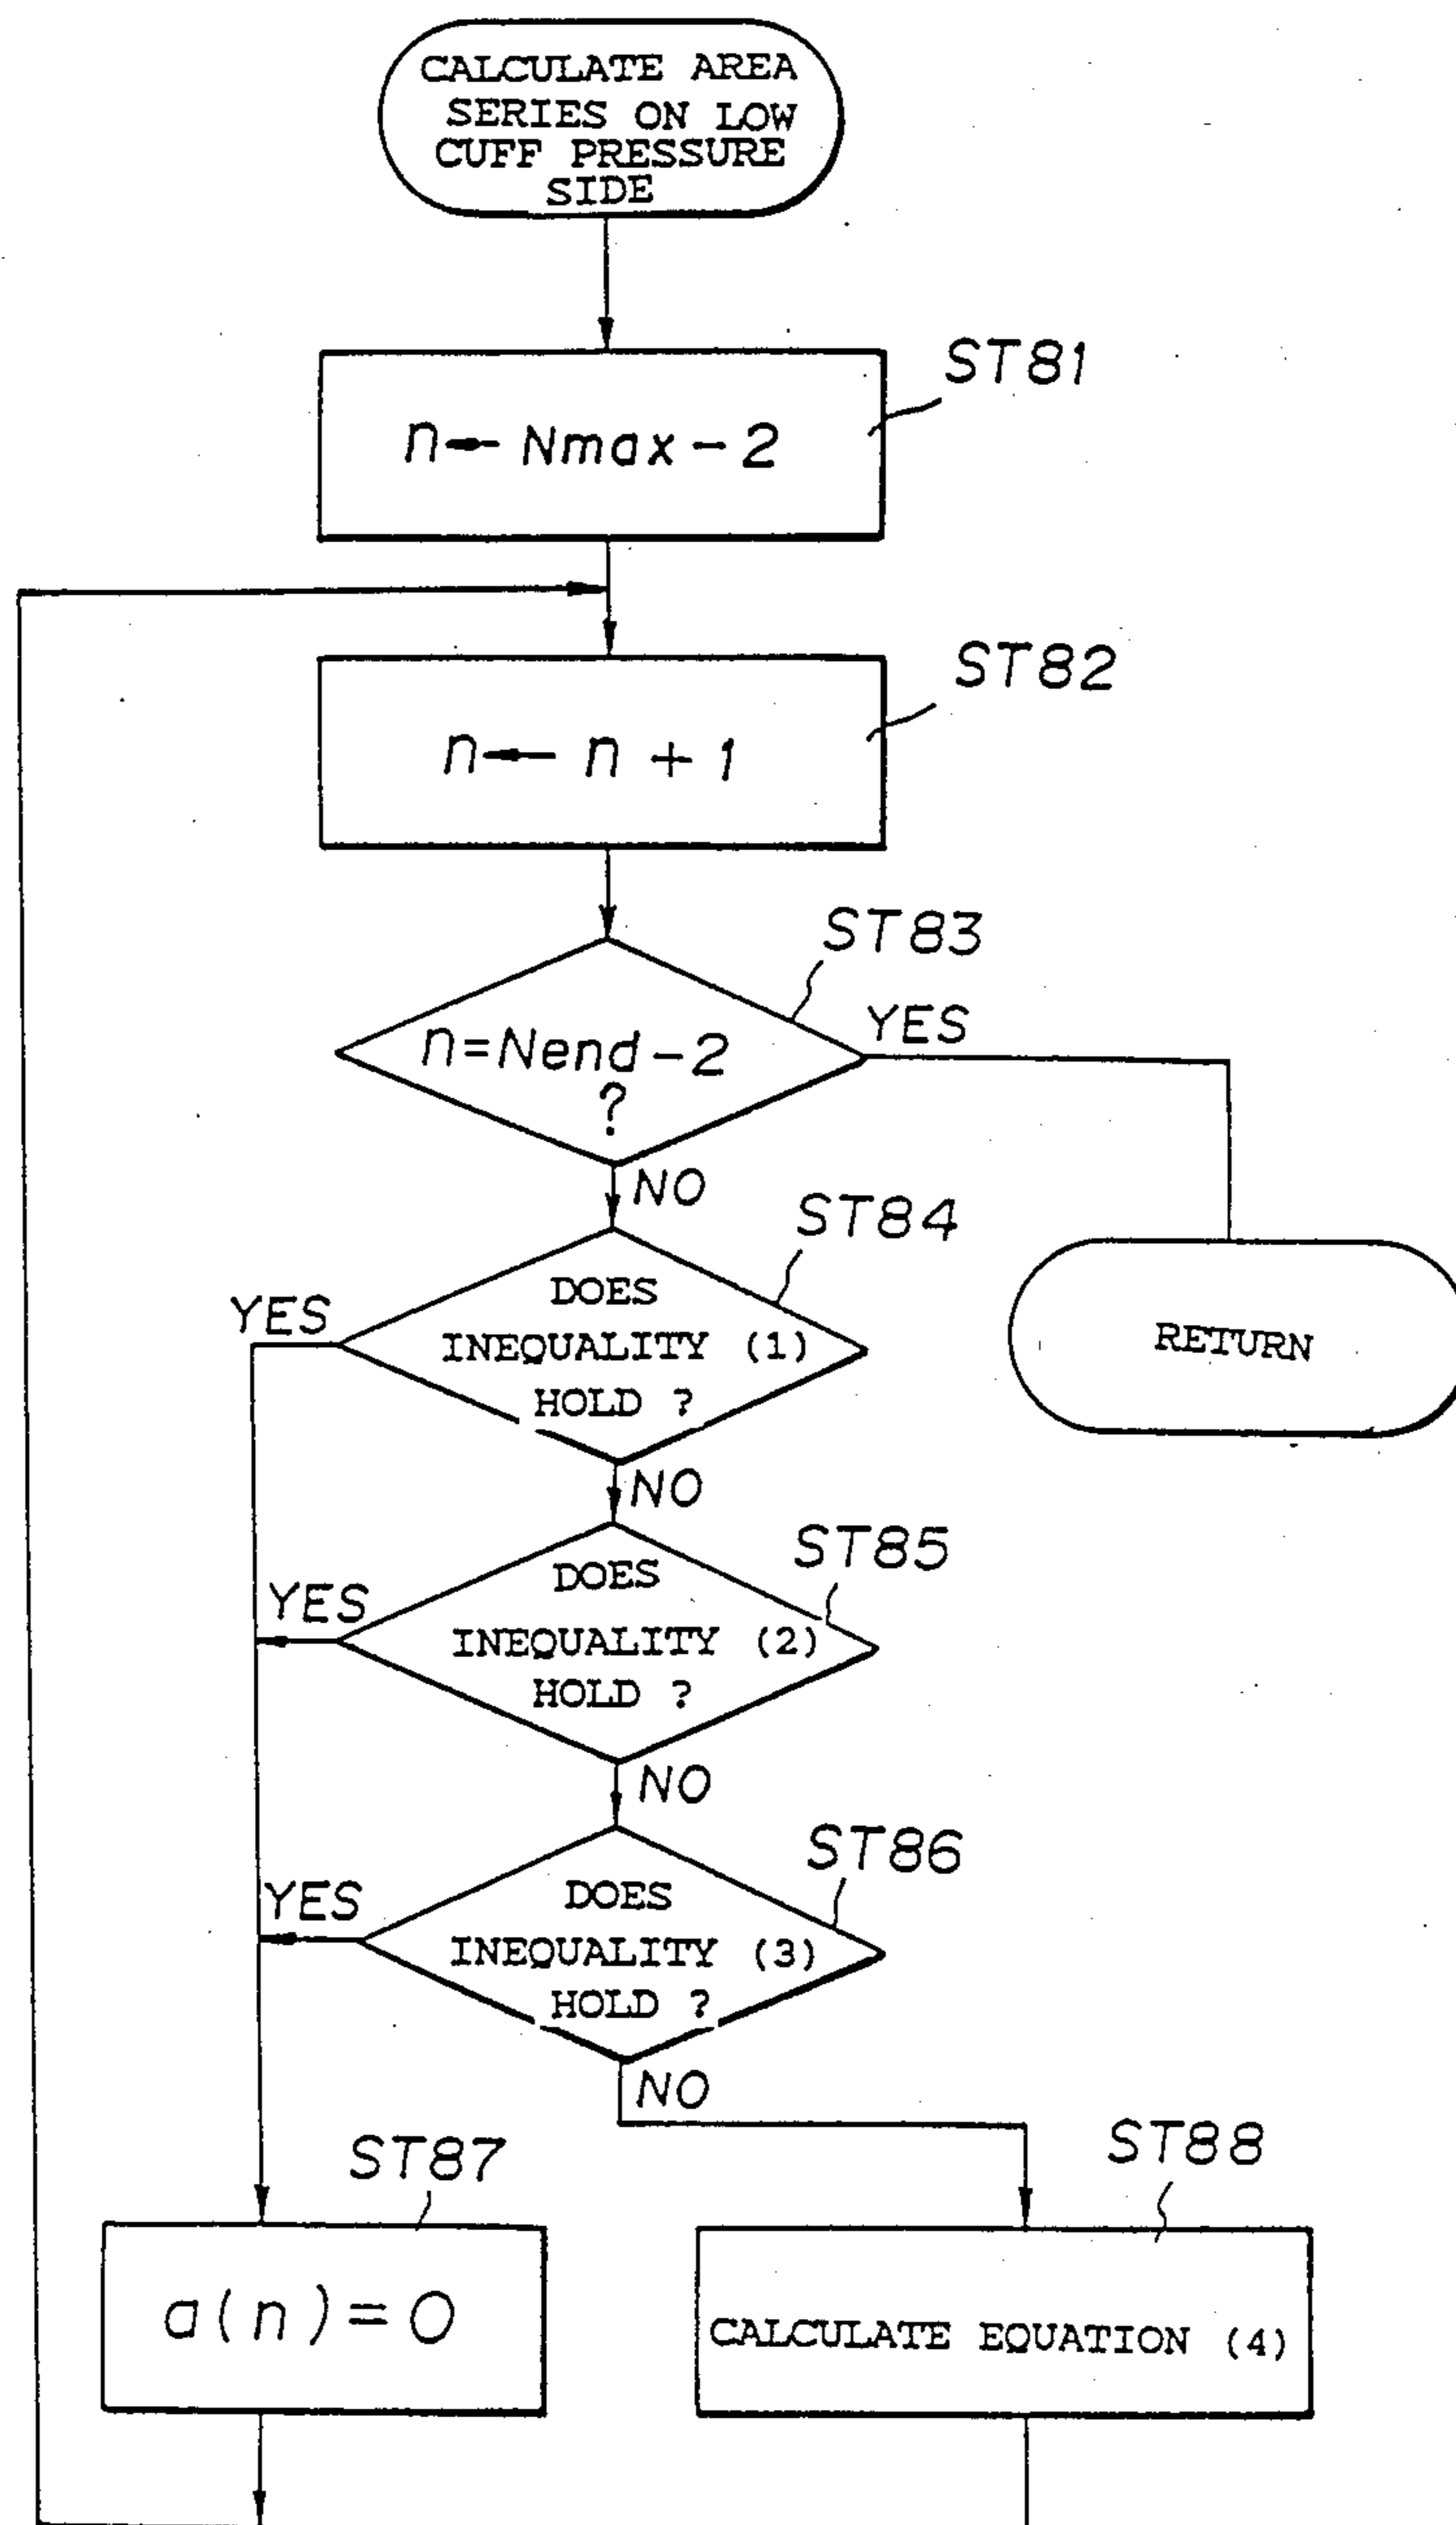 CALCULATE AREA
SERIES ON LOW
CUFF PRESSURE
SIDE
ST81
n← Nmax-2
ST82
n← n+1
ST83
n=Nend-2
?
YES
NO
ST84
DOES
INEQUALITY (1)
HOLD ?
YES
RETURN
NO
ST85
DOES
INEQUALITY (2)
HOLD ?
YES
NO
ST86
DOES
INEQUALITY (3)
HOLD ?
YES
NO
ST87
a(n)=0
ST88
CALCULATE EQUATION (4)